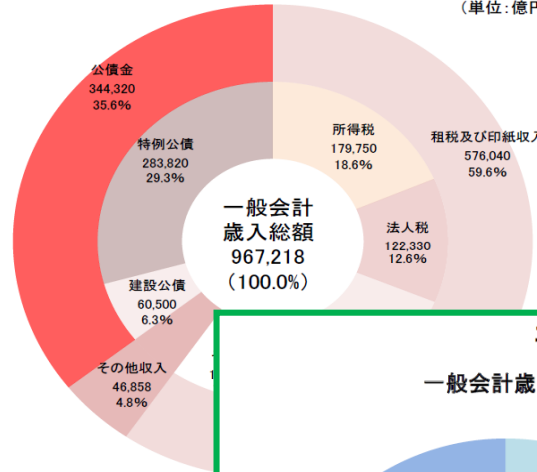 （単位：億円
公債金
344,320
35.6%
特例公債
283,820
29.3%
所得税
179,750
18.6%
租税及び印紙収入
576,040
59.6%
一般会計
歳入総額
967,218
（100.0%）
法人税
122,330
12.6%
建設公債
60,500
6.3%
その他収入
46,858
4.8%
一般会計歳